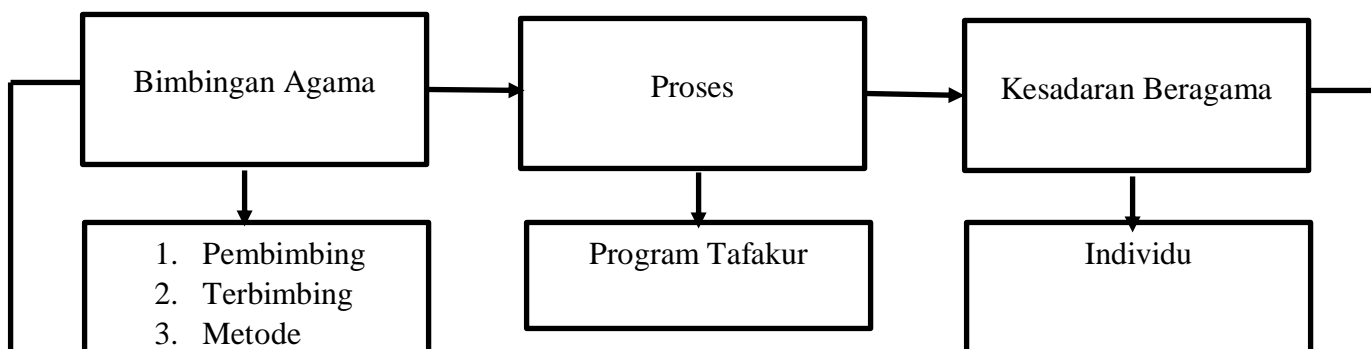 Bimbingan Agama
Proses
Kesadaran Beragama
1. Pembimbing
2. Terbimbing
3. Metode
Program Tafakur
Individu